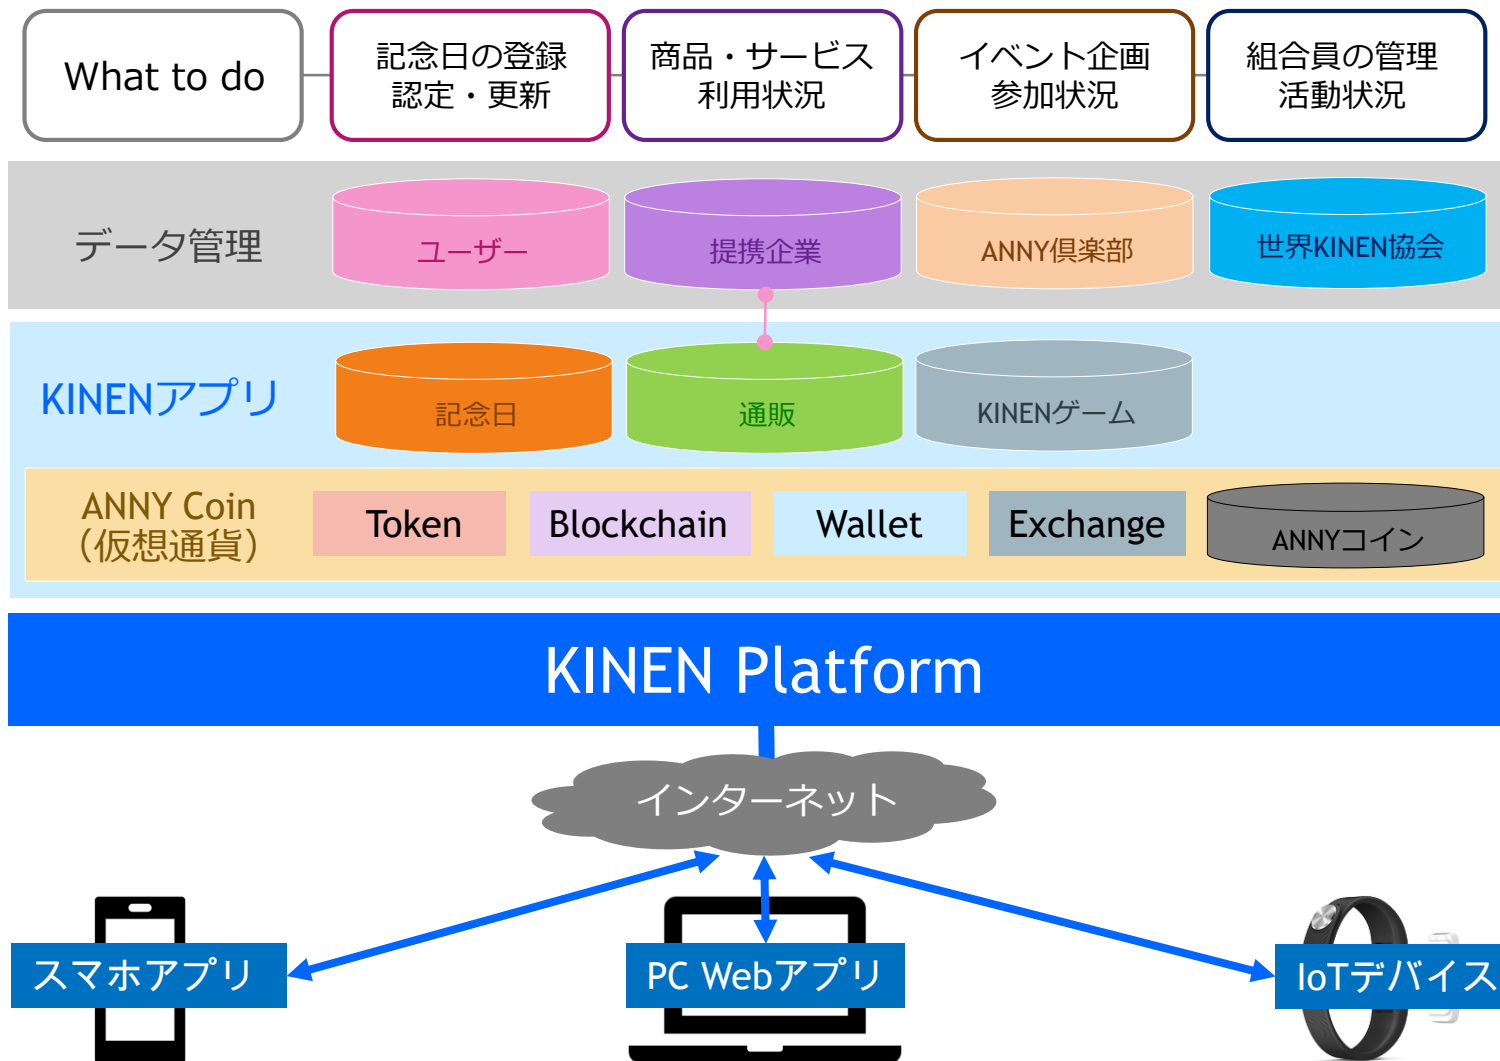 What to do
記念日の登録
認定・更新
商品・サービス
利用状況
イベント企画
参加状況
組合員の管理
活動状況
データ管理
ユーザー
提携企業
ANNY倶楽部
世界KINEN協会
KINENアプリ
記念日
通販
KINENゲーム
ANNY Coin
(仮想通貨)
Token
Blockchain
Wallet
Exchange
ANNYコイン
KINEN Platform
インターネット
スマホアプリ
PC Webアプリ
IoTデバイス